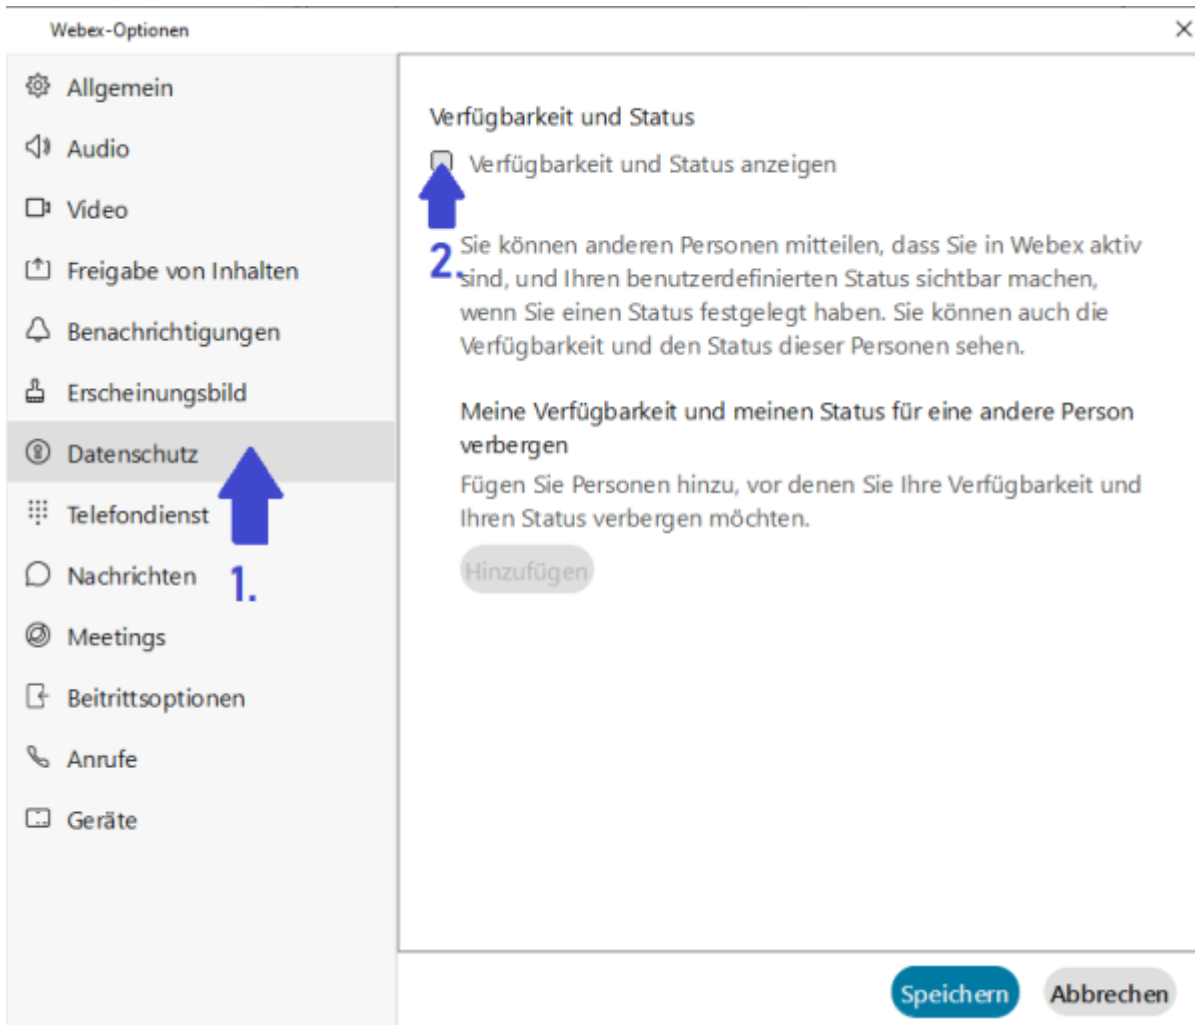 Webex-Optionen
Allgemein
Audio
Video
Freigabe von Inhalten
Benachrichtigungen
Erscheinungsbild
Datenschutz
Telefondienst
Nachrichten
1.
Meetings
Beitrittsoptionen
Anrufe
Geräte
Verfügbarkeit und Status
Verfügbarkeit und Status anzeigen
2.
Sie können anderen Personen mitteilen, dass Sie in Webex aktiv
sind, und Ihren benutzerdefinierten Status sichtbar machen,
wenn Sie einen Status festgelegt haben. Sie können auch die
Verfügbarkeit und den Status dieser Personen sehen.
Meine Verfügbarkeit und meinen Status für eine andere Person
verbergen
Fügen Sie Personen hinzu, vor denen Sie Ihre Verfügbarkeit und
Ihren Status verbergen möchten.
Hinzufügen
Speichern
Abbrechen